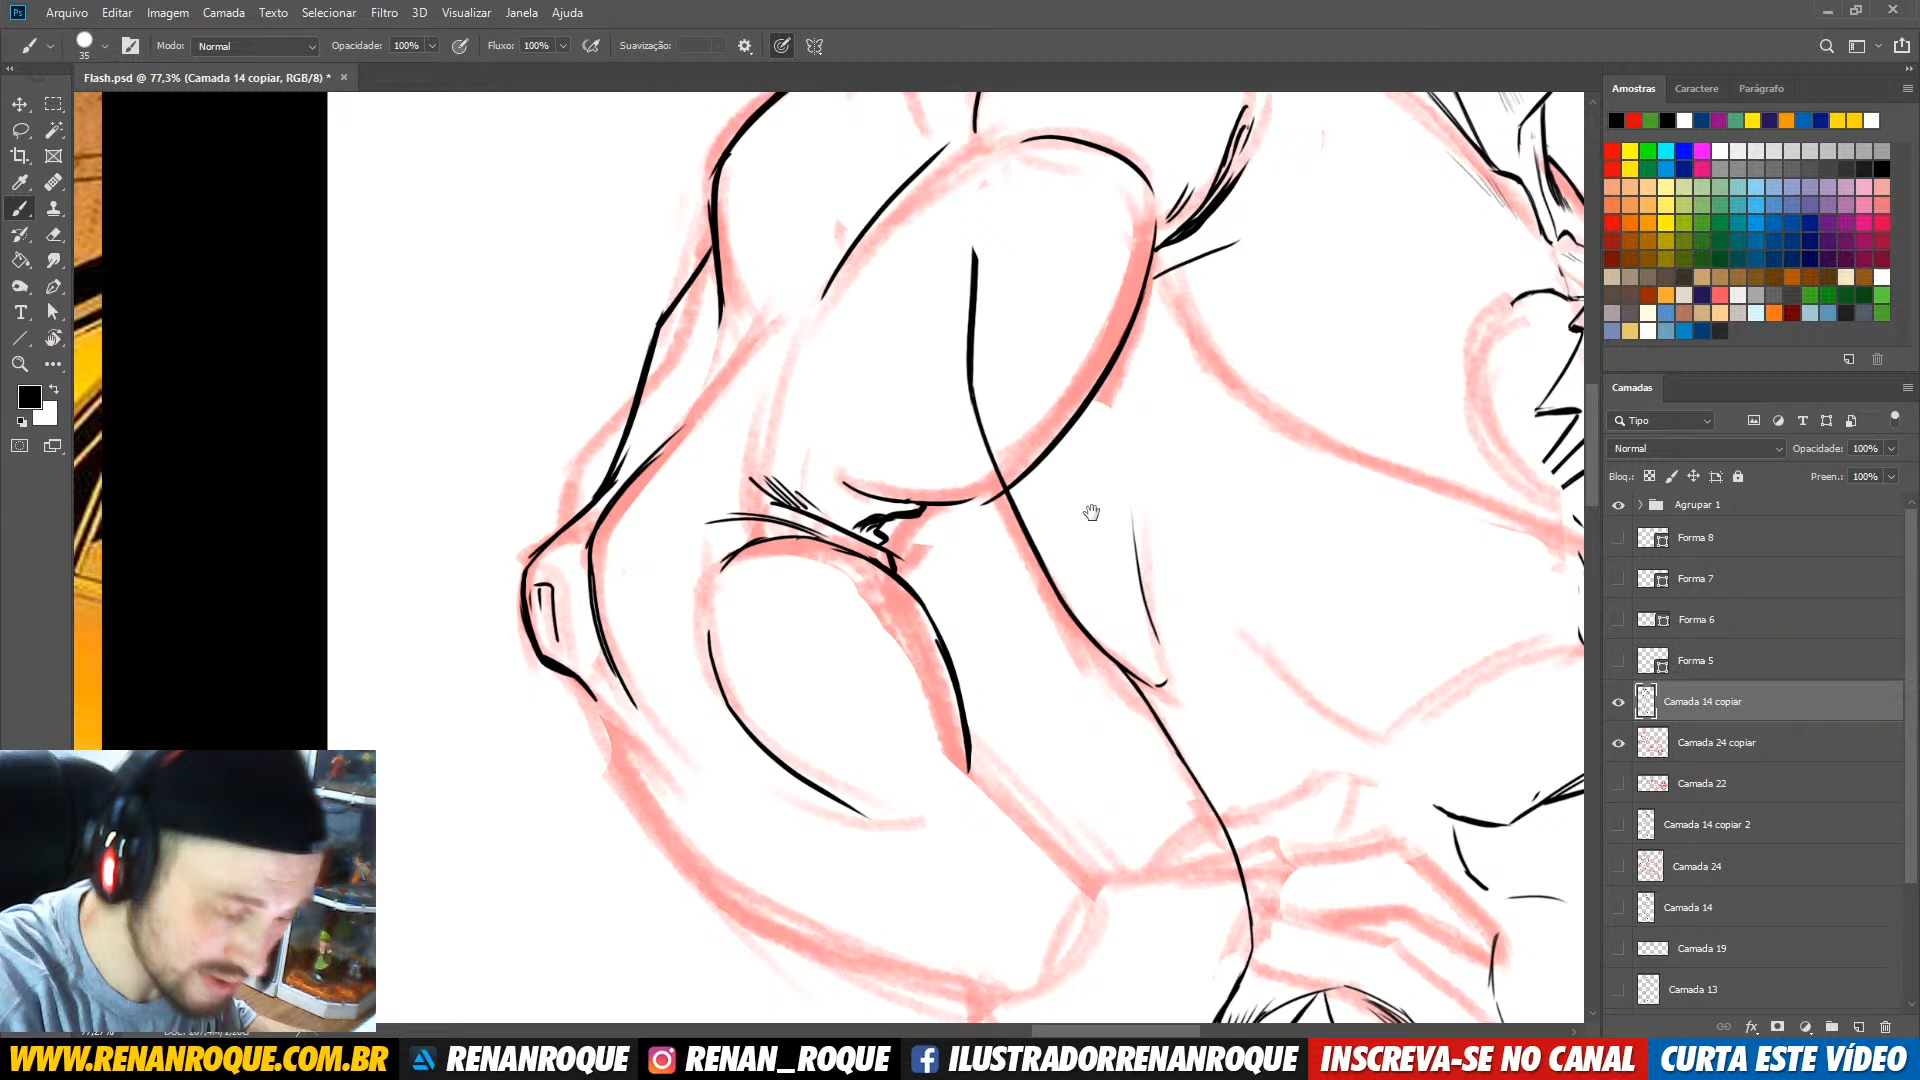 Ps Arquivo Editar Imagem Camada Texto Selecionar Filtro 3D Visualizar Janela Ajuda
35 Modo: Normal Opacidade: 100% Fluxo: 100% Suavização:
Flash.psd @ 77,3% (Camada 14 copiar, RGB/8) *
Amostras Caractere Parágrafo
Camadas
Tipo
Normal Opacidade: 100%
Bloq.: Preen.: 100%
Agrupar 1
Forma 8
Forma 7
Forma 6
Forma 5
Camada 14 copiar
Camada 24 copiar
Camada 22
Camada 14 copiar 2
Camada 24
Camada 14
Camada 19
Camada 13
WWW.RENANROQUE.COM.BR RENANROQUE RENAN_ROQUE ILUSTRADORRENANROQUE INSCREVA-SE NO CANAL CURTA ESTE VÍDEO